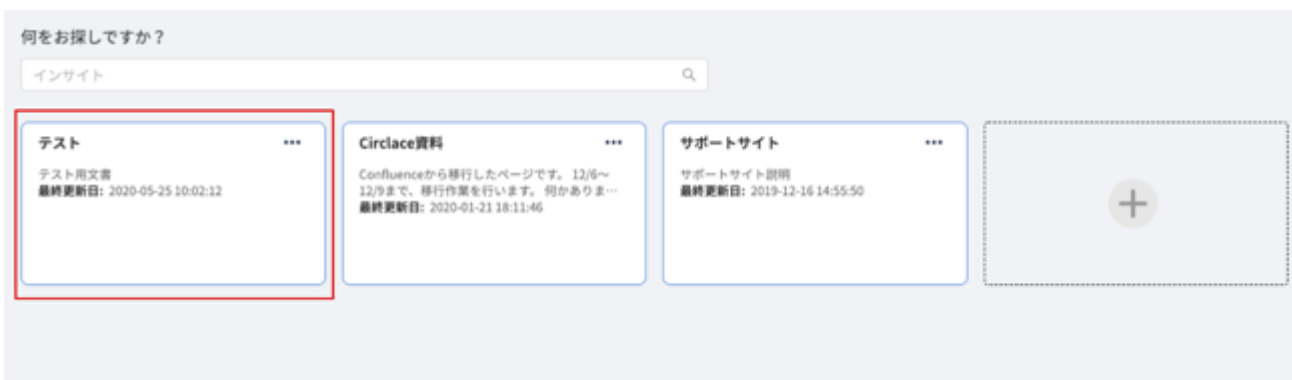 何をお探しですか？
インサイト
テスト
テスト用文書
最終更新日: 2020-05-25 10:02:12
Circlace資料
Confluenceから移行したページです。 12/6〜
12/9まで、移行作業を行います。 何かありま…
最終更新日: 2020-01-21 18:11:46
サポートサイト
サポートサイト説明
最終更新日: 2019-12-16 14:55:50